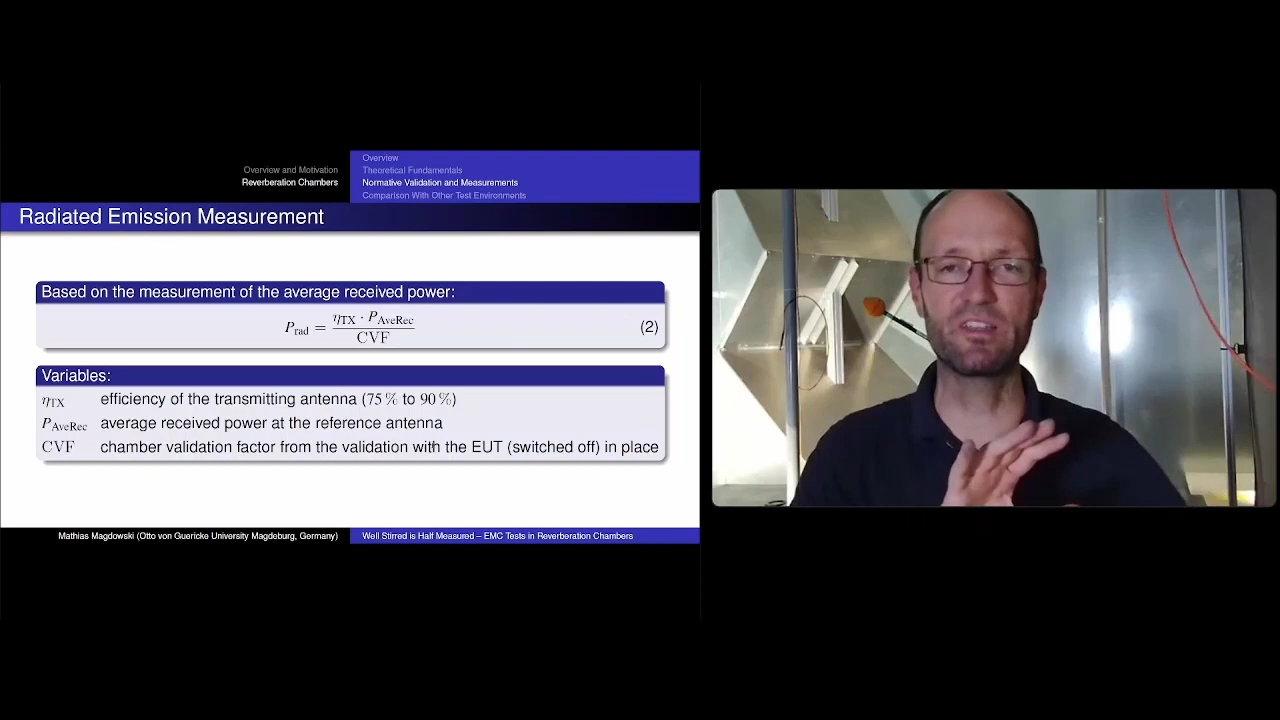 Overview and Motivation
Reverberation Chambers
Overview
Theoretical Fundamentals
Normative Validation and Measurements
Comparison With Other Test Environments
Radiated Emission Measurement
Based on the measurement of the average received power:
P_rad = (η_TX · P_AveRec) / CVF (2)
Variables:
η_TX efficiency of the transmitting antenna (75 % to 90 %)
P_AveRec average received power at the reference antenna
CVF chamber validation factor from the validation with the EUT (switched off) in place
Mathias Magdowski (Otto von Guericke University Magdeburg, Germany)
Well Stirred is Half Measured – EMC Tests in Reverberation Chambers